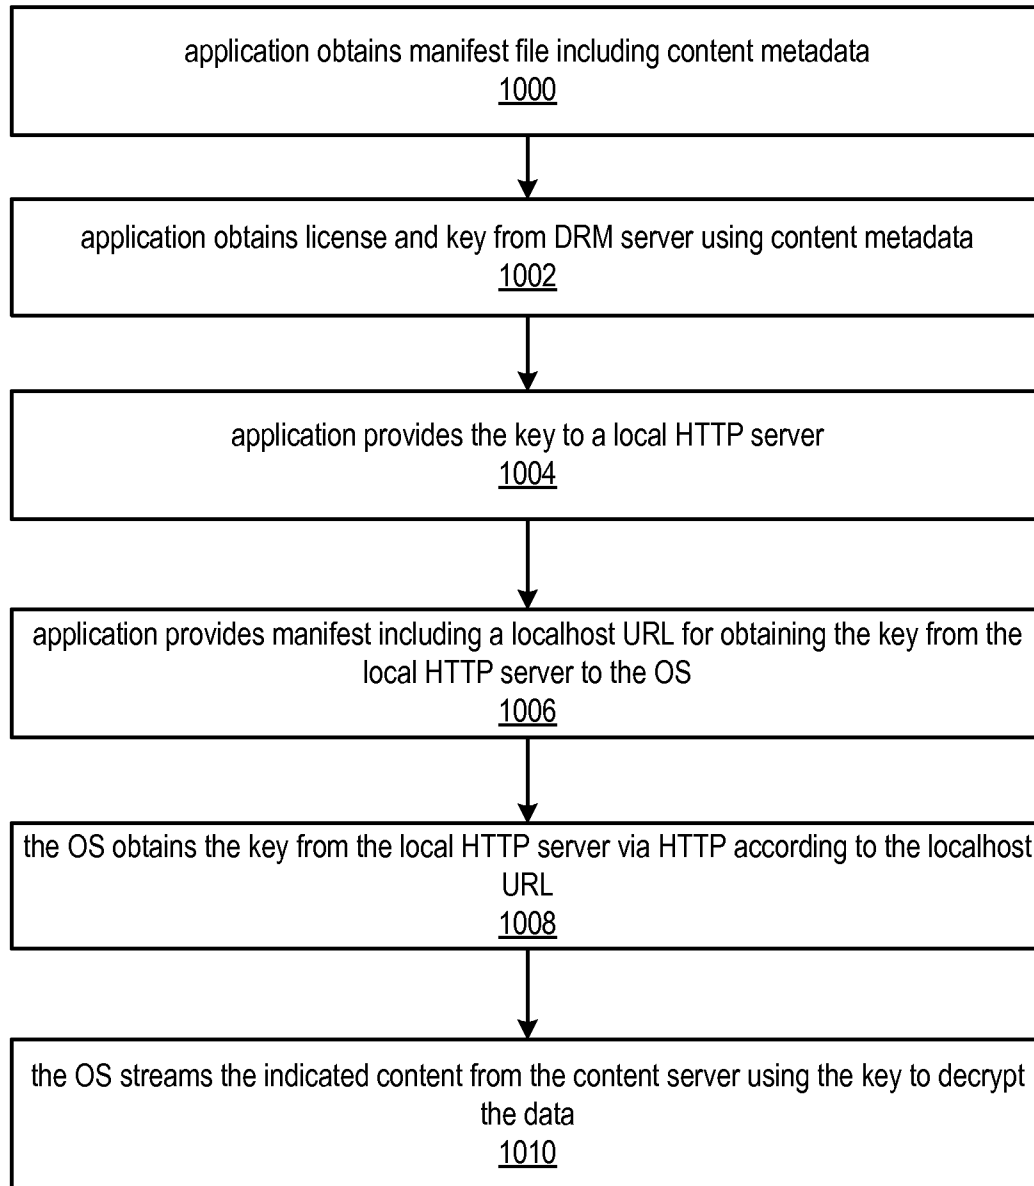 application obtains manifest file including content metadata
1000
application obtains license and key from DRM server using content metadata
1002
application provides the key to a local HTTP server
1004
application provides manifest including a localhost URL for obtaining the key from the
local HTTP server to the OS
1006
the OS obtains the key from the local HTTP server via HTTP according to the localhost
URL
1008
the OS streams the indicated content from the content server using the key to decrypt
the data
1010